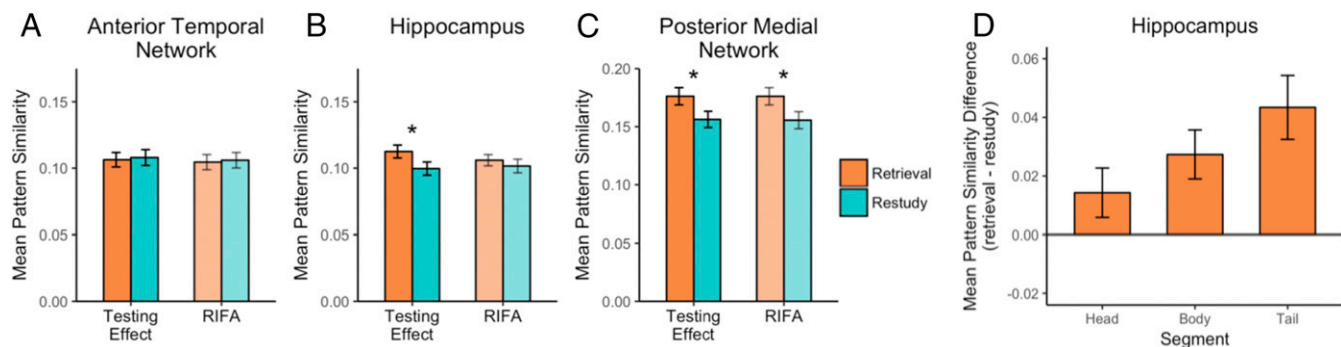 A
Anterior Temporal
Network
Mean Pattern Similarity
0.15
0.10
0.05
0.00
Testing
Effect
RIFA
B
Hippocampus
Mean Pattern Similarity
0.15
0.10
0.05
0.00
*
Testing
Effect
RIFA
C
Posterior Medial
Network
Mean Pattern Similarity
0.20
0.15
0.10
0.05
0.00
*
*
Testing
Effect
RIFA
Retrieval
Restudy
D
Hippocampus
Mean Pattern Similarity Difference
(retrieval - restudy)
0.06
0.04
0.02
0.00
-0.02
Head
Body
Tail
Segment